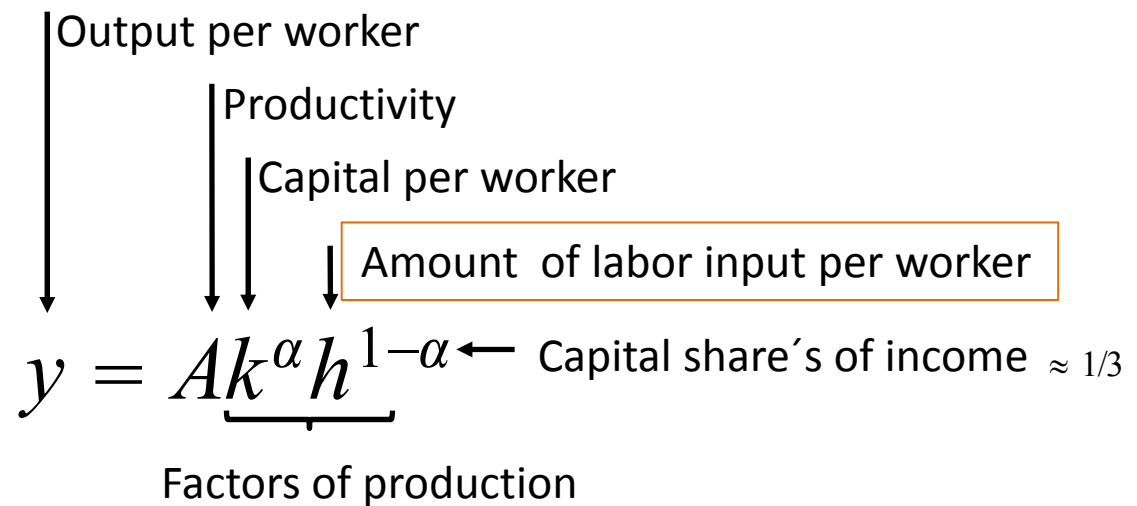 Output per worker
Productivity
Capital per worker
Amount of labor input per worker
y = Ak^α h^{1−α} Capital share´s of income ≈ 1/3
Factors of production